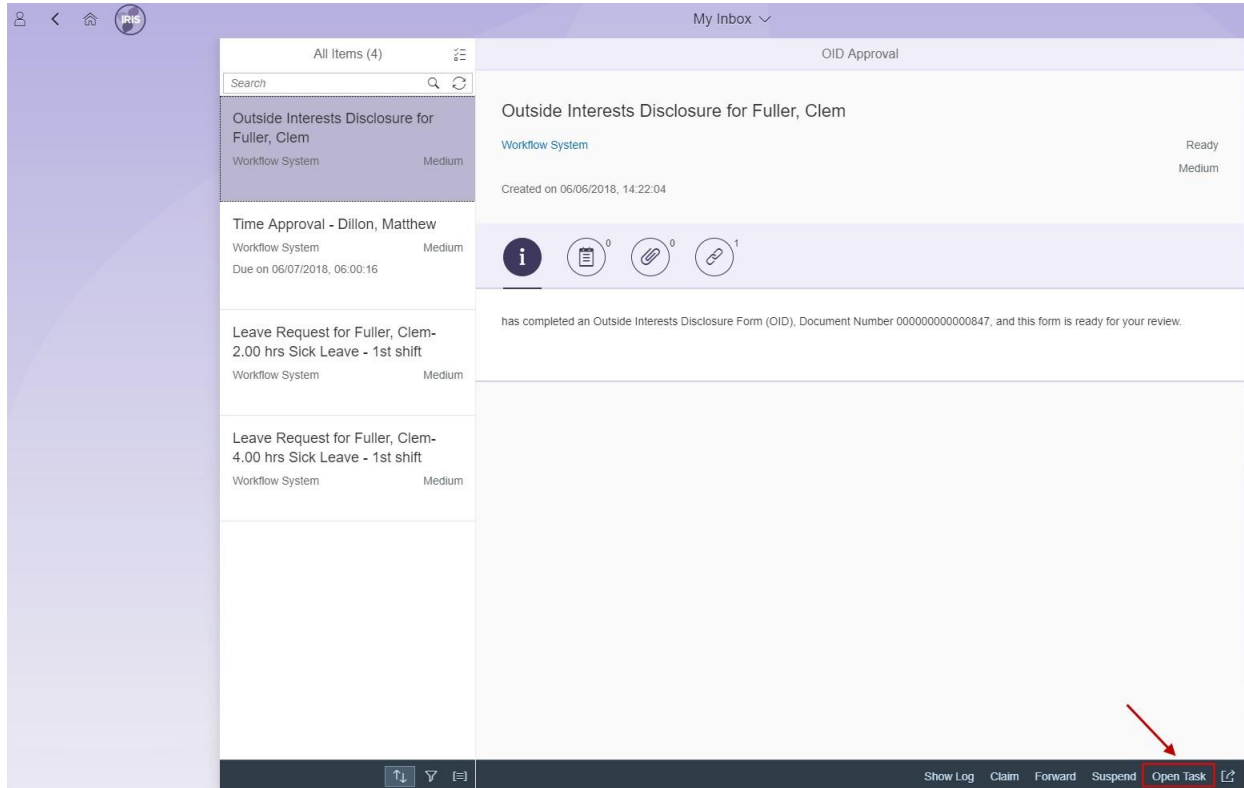 IRIS
My Inbox
All Items (4)
Search
Outside Interests Disclosure for
Fuller, Clem
Workflow System Medium
Time Approval - Dillon, Matthew
Workflow System Medium
Due on 06/07/2018, 06:00:16
Leave Request for Fuller, Clem-
2.00 hrs Sick Leave - 1st shift
Workflow System Medium
Leave Request for Fuller, Clem-
4.00 hrs Sick Leave - 1st shift
Workflow System Medium
OID Approval
Outside Interests Disclosure for Fuller, Clem
Workflow System Ready
Medium
Created on 06/06/2018, 14:22:04
0 0 1
has completed an Outside Interests Disclosure Form (OID), Document Number 000000000000847, and this form is ready for your review.
Show Log Claim Forward Suspend Open Task